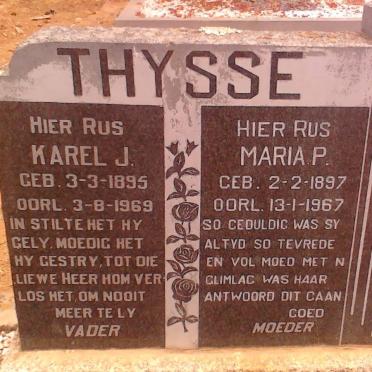 THYSSE
HIER RUS
KAREL J.
GEB. 3-3-1895
OORL. 3-8-1969
IN STILTE HET HY
GELY, MOEDIG HET
HY GESTRY, TOT DIE
LIEWE HEER HOM VER-
LOS HET, OM NOOIT
MEER TE LY
VADER
HIER RUS
MARIA P.
GEB. 2-2-1897
OORL. 13-1-1967
SO GEDULDIG WAS SY
ALTYD SO TEVREDE
EN VOL MOED MET N
GLIMLAG WAS HAAR
ANTWOORD DIT GAAN
GOED
MOEDER